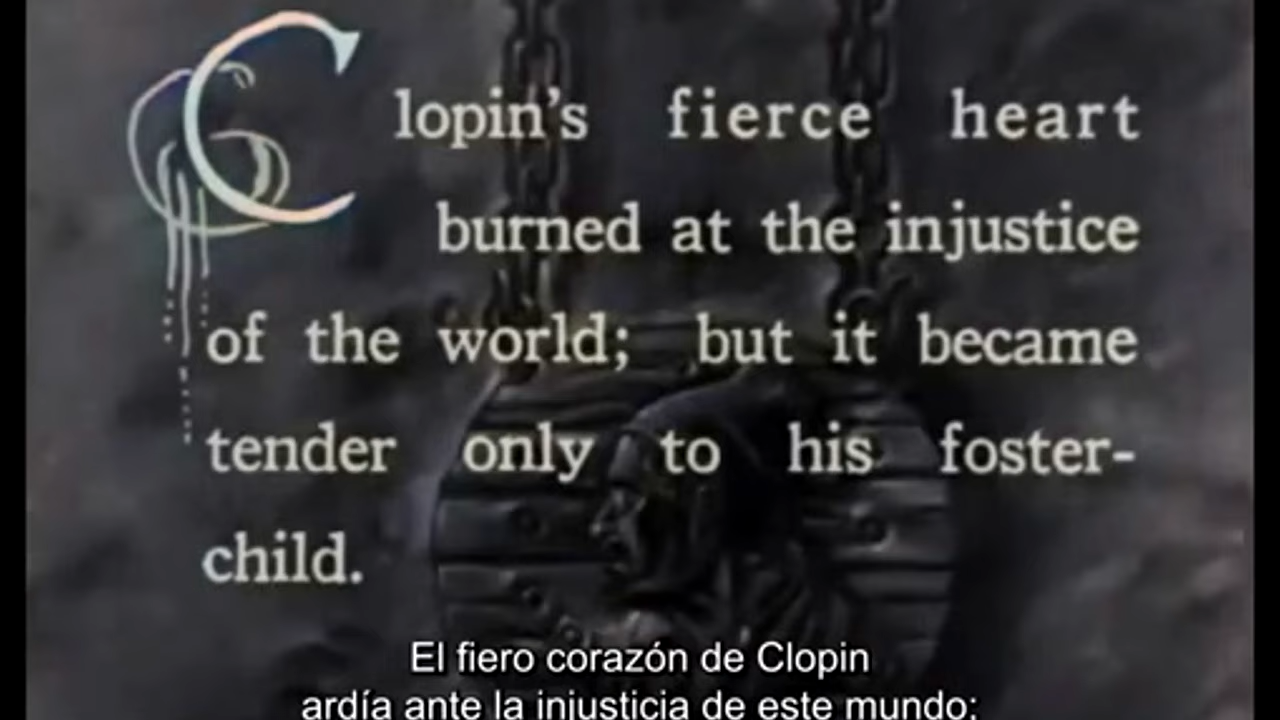 Clopin's fierce heart
burned at the injustice
of the world; but it became
tender only to his foster-
child.
El fiero corazón de Clopin
ardía ante la injusticia de este mundo;